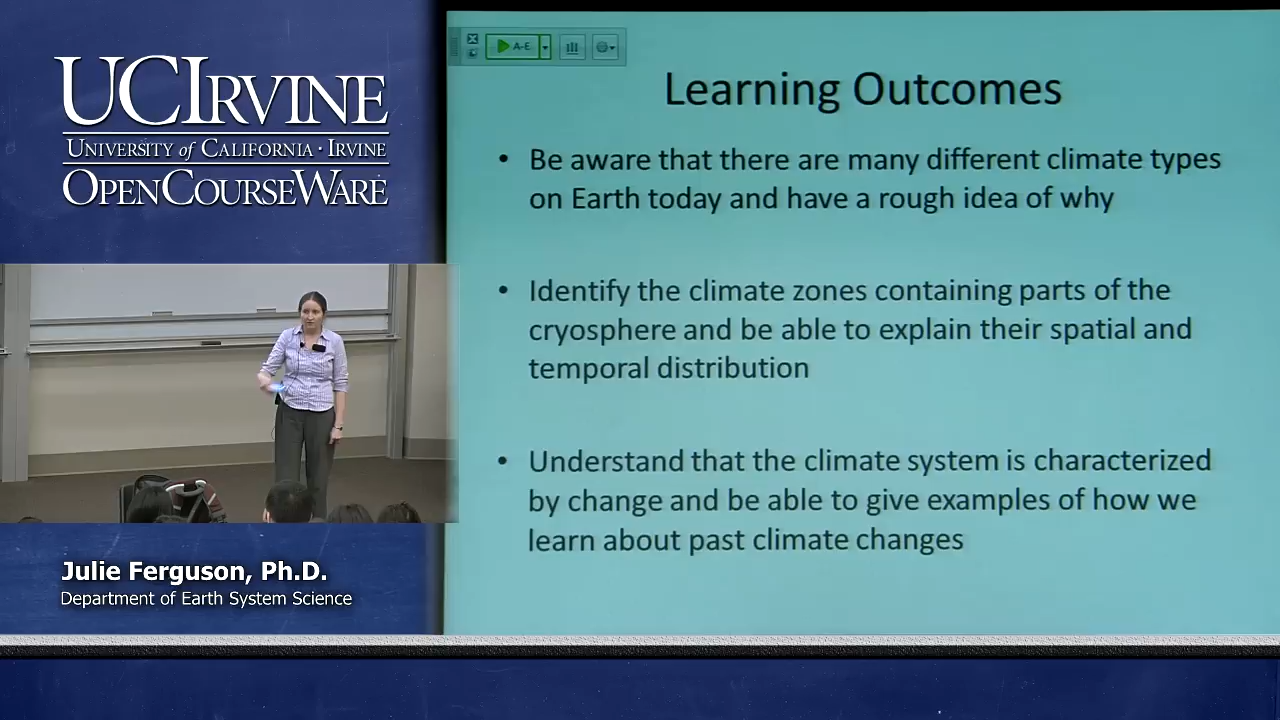 UCIRVINE
UNIVERSITY of CALIFORNIA · IRVINE
OPENCOURSEWARE
Julie Ferguson, Ph.D.
Department of Earth System Science
A-E
Learning Outcomes
• Be aware that there are many different climate types
on Earth today and have a rough idea of why
• Identify the climate zones containing parts of the
cryosphere and be able to explain their spatial and
temporal distribution
• Understand that the climate system is characterized
by change and be able to give examples of how we
learn about past climate changes